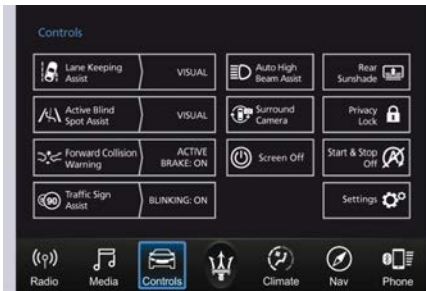 Controls
Lane Keeping
Assist
VISUAL
Auto High
Beam Assist
Rear
Sunshade
Active Blind
Spot Assist
VISUAL
Surround
Camera
Privacy
Lock
Forward Collision
Warning
ACTIVE
BRAKE: ON
Screen Off
Start & Stop
Off
90
Traffic Sign
Assist
BLINKING: ON
Settings
Radio
Media
Controls
Climate
Nav
Phone